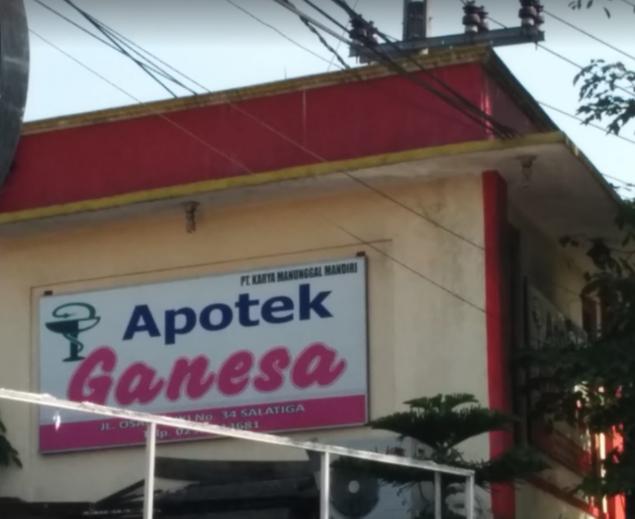 PT. KARYA MANUNGGAL MANDIRI
Apotek
Ganesa
No. 34 SALATIGA